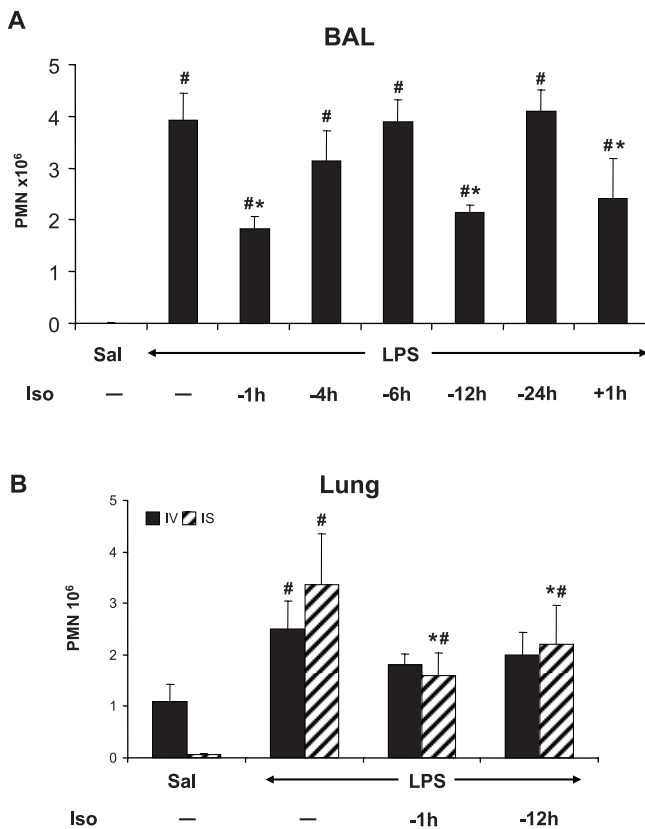 A
BAL
PMN x10⁶
5
4
3
2
1
0
#
#*
#
#
#*
#
#*
Sal LPS
Iso — — -1h -4h -6h -12h -24h +1h
B
Lung
IV IS
PMN 10⁶
5
4
3
2
1
0
#
#
*#
*#
Sal LPS
Iso — — -1h -12h